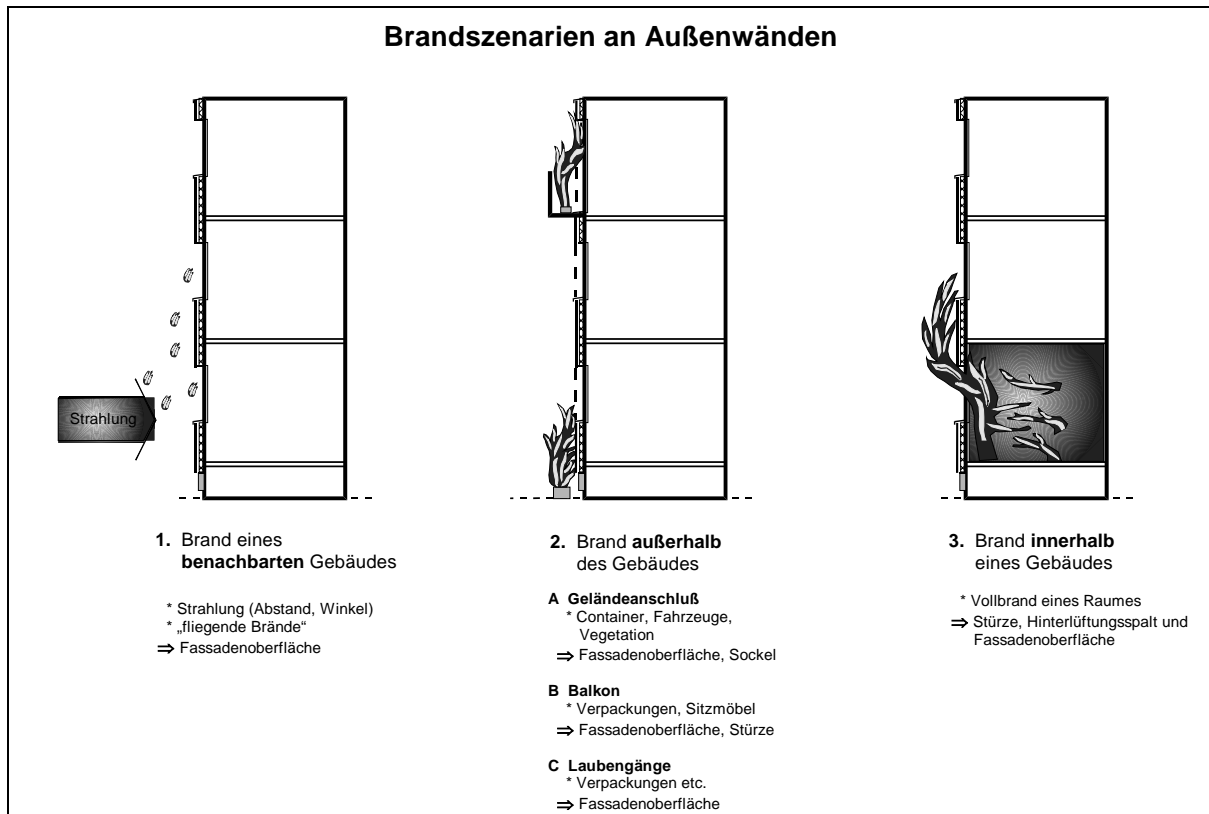 Brandszenarien an Außenwänden
Strahlung
1. Brand eines
benachbarten Gebäudes
* Strahlung (Abstand, Winkel)
* „fliegende Brände“
⇒ Fassadenoberfläche
2. Brand außerhalb
des Gebäudes
A Geländeanschluß
* Container, Fahrzeuge,
Vegetation
⇒ Fassadenoberfläche, Sockel
B Balkon
* Verpackungen, Sitzmöbel
⇒ Fassadenoberfläche, Stürze
C Laubengänge
* Verpackungen etc.
⇒ Fassadenoberfläche
3. Brand innerhalb
eines Gebäudes
* Vollbrand eines Raumes
⇒ Stürze, Hinterlüftungsspalt und
Fassadenoberfläche